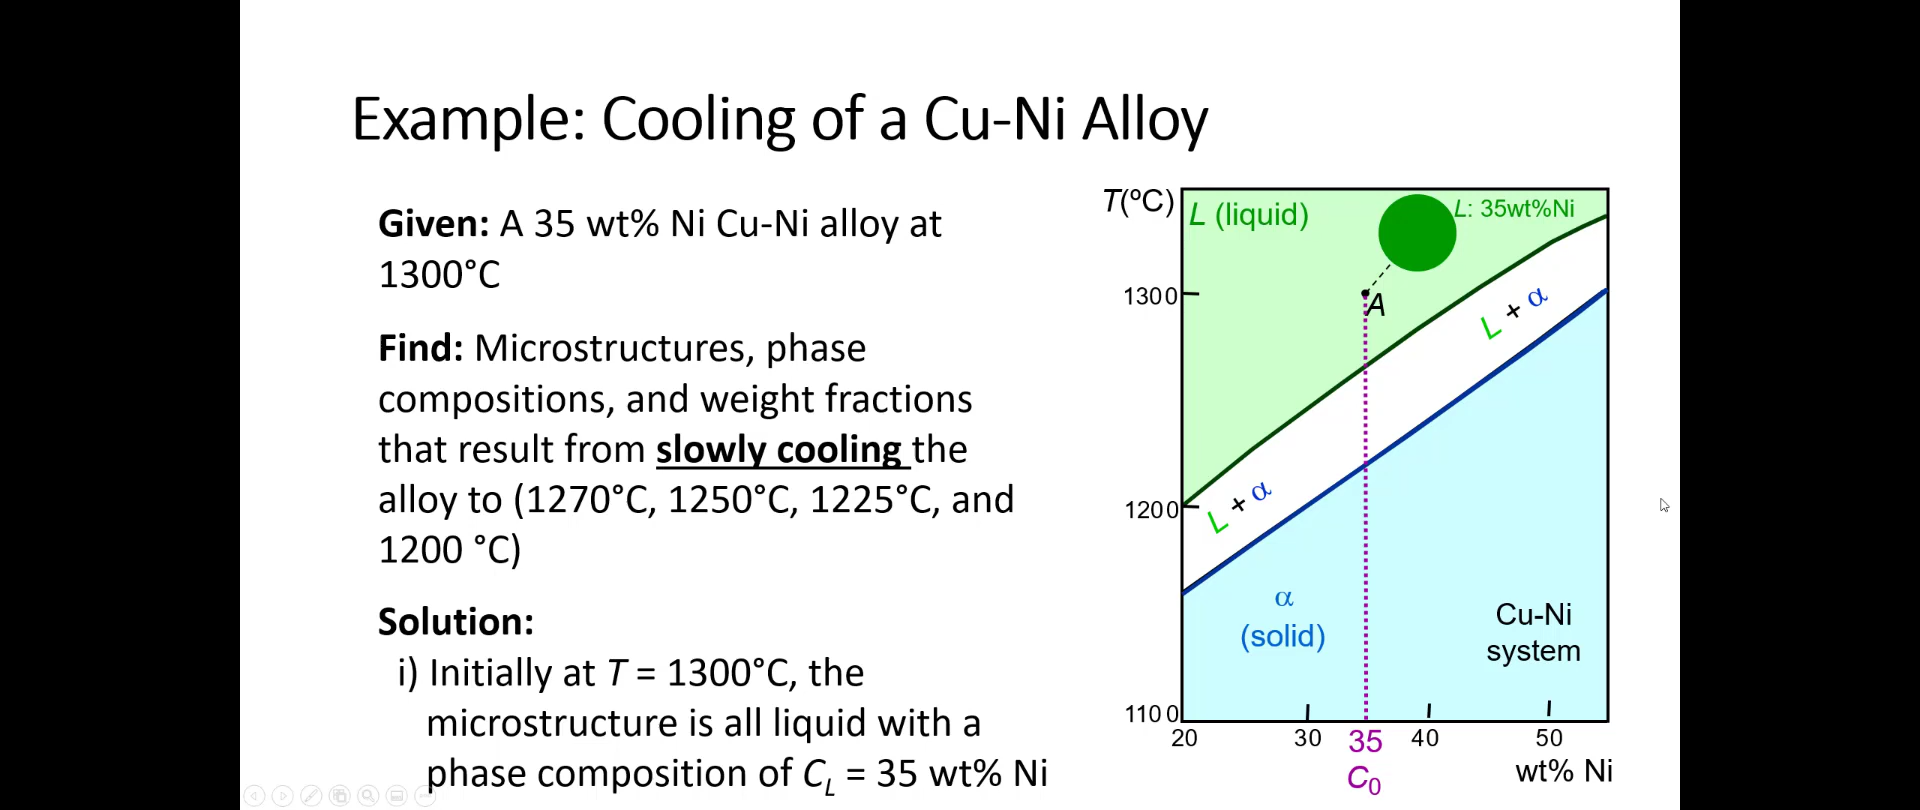 Example: Cooling of a Cu-Ni Alloy
Given: A 35 wt% Ni Cu-Ni alloy at
1300°C
Find: Microstructures, phase
compositions, and weight fractions
that result from slowly cooling the
alloy to (1270°C, 1250°C, 1225°C, and
1200 °C)
Solution:
i) Initially at T = 1300°C, the
microstructure is all liquid with a
phase composition of C_L = 35 wt% Ni
T(ºC)
L (liquid)
L: 35wt%Ni
1300
A
L + α
1200
L + α
α
(solid)
Cu-Ni
system
1100
20
30
35
40
50
C0
wt% Ni